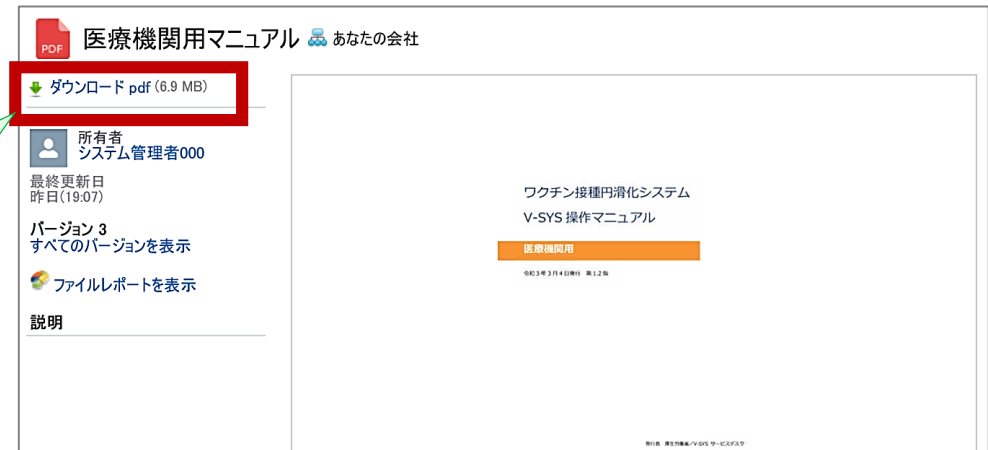 PDF
医療機関用マニュアル あなたの会社
ダウンロード pdf (6.9 MB)
所有者
システム管理者000
最終更新日
昨日(19:07)
バージョン 3
すべてのバージョンを表示
ファイルレポートを表示
説明
ワクチン接種円滑化システム
V-SYS 操作マニュアル
医療機関用
令和3年3月4日発行 第1.2版
発行者 厚生労働省/V-SYS サービスデスク